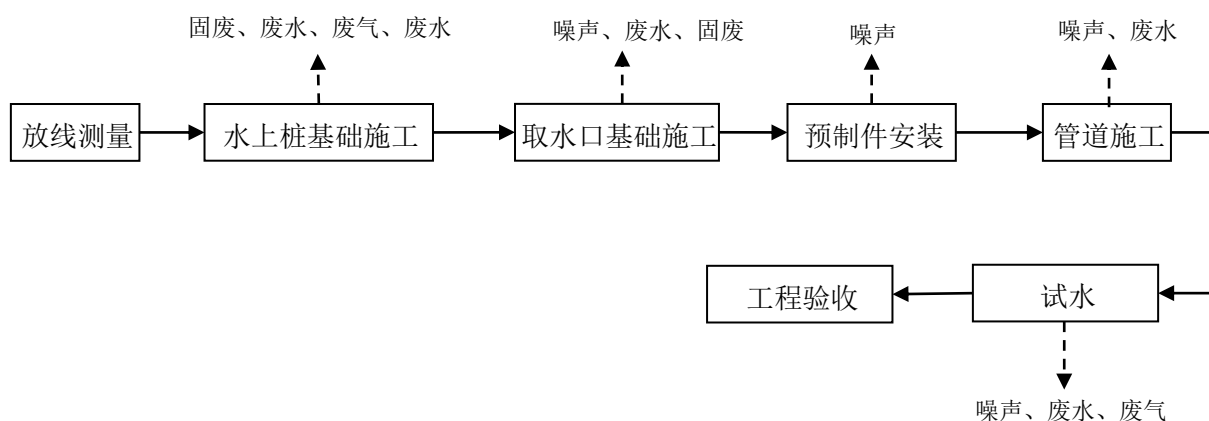 固废、废水、废气、废水
噪声、废水、固废
噪声
噪声、废水
放线测量
水上桩基础施工
取水口基础施工
预制件安装
管道施工
工程验收
试水
噪声、废水、废气